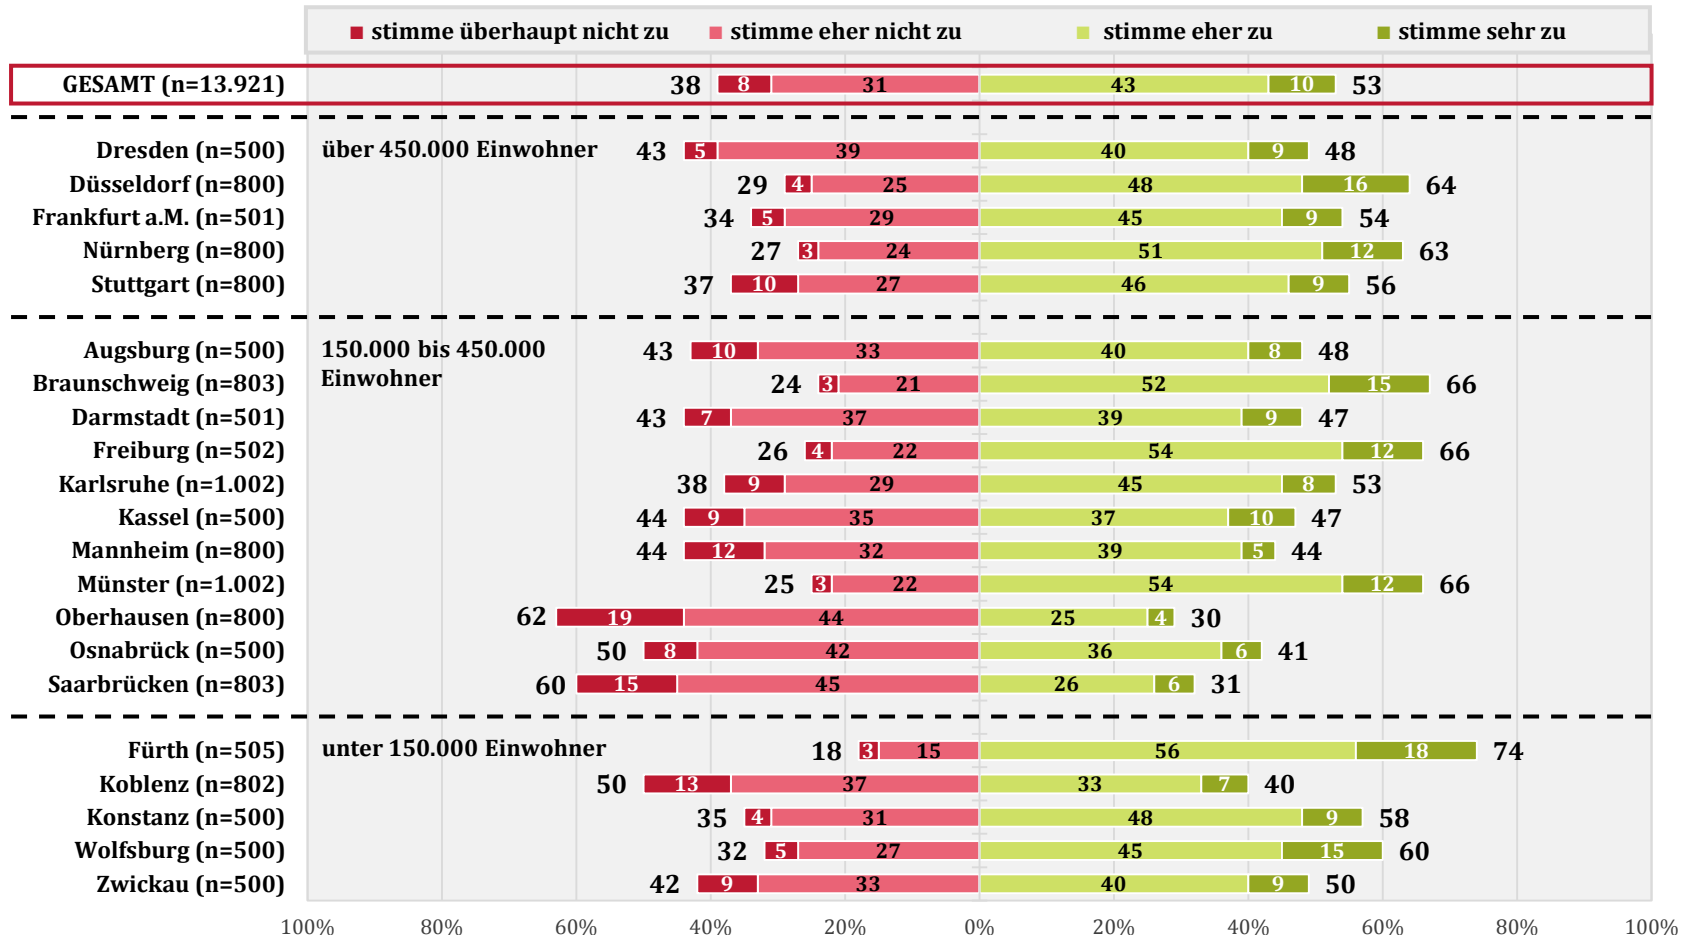 stimme überhaupt nicht zu stimme eher nicht zu stimme eher zu stimme sehr zu
GESAMT (n=13.921) 38 8 31 43 10 53
Dresden (n=500) über 450.000 Einwohner 43 5 39 40 9 48
Düsseldorf (n=800) 29 4 25 48 16 64
Frankfurt a.M. (n=501) 34 5 29 45 9 54
Nürnberg (n=800) 27 3 24 51 12 63
Stuttgart (n=800) 37 10 27 46 9 56
Augsburg (n=500) 150.000 bis 450.000 43 10 33 40 8 48
Einwohner
Braunschweig (n=803) 24 3 21 52 15 66
Darmstadt (n=501) 43 7 37 39 9 47
Freiburg (n=502) 26 4 22 54 12 66
Karlsruhe (n=1.002) 38 9 29 45 8 53
Kassel (n=500) 44 9 35 37 10 47
Mannheim (n=800) 44 12 32 39 5 44
Münster (n=1.002) 25 3 22 54 12 66
Oberhausen (n=800) 62 19 44 25 4 30
Osnabrück (n=500) 50 8 42 36 6 41
Saarbrücken (n=803) 60 15 45 26 6 31
Fürth (n=505) unter 150.000 Einwohner 18 3 15 56 18 74
Koblenz (n=802) 50 13 37 33 7 40
Konstanz (n=500) 35 4 31 48 9 58
Wolfsburg (n=500) 32 5 27 45 15 60
Zwickau (n=500) 42 9 33 40 9 50
100% 80% 60% 40% 20% 0% 20% 40% 60% 80% 100%